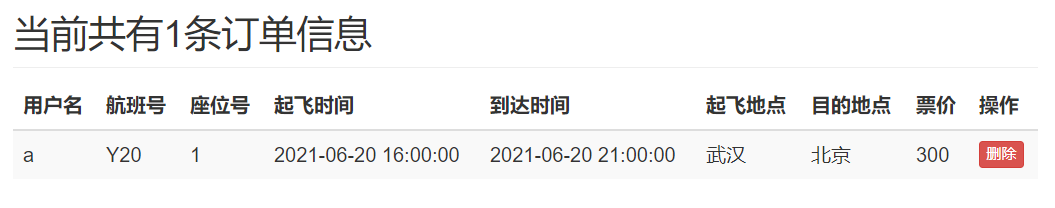 当前共有1条订单信息
用户名 航班号 座位号 起飞时间 到达时间 起飞地点 目的地点 票价 操作
a Y20 1 2021-06-20 16:00:00 2021-06-20 21:00:00 武汉 北京 300 删除